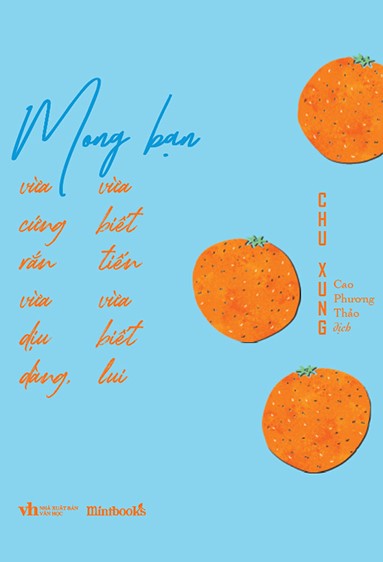 Mong bạn
vừa
cứng
rắn
vừa
dịu
dàng,
vừa
biết
tiến
vừa
biết
lui
CHU XUNG
Cao
Phương
Thảo
dịch
vh
NHÀ XUẤT BẢN
VĂN HỌC
mintbooks